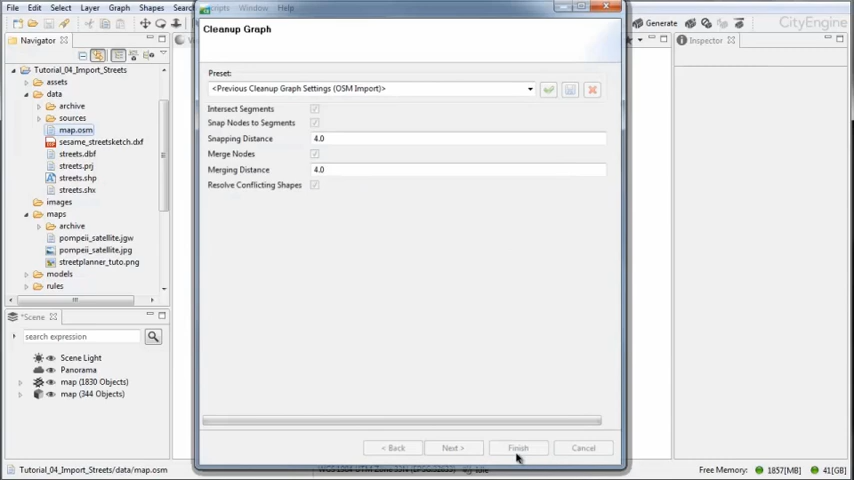 File Edit Select Layer Graph Shapes Search Scripts Window Help
Generate CityEngine
Navigator
Inspector
Cleanup Graph
Preset:
<Previous Cleanup Graph Settings (OSM Import)>
Intersect Segments
Snap Nodes to Segments
Snapping Distance 4.0
Merge Nodes
Merging Distance 4.0
Resolve Conflicting Shapes
< Back Next > Finish Cancel
Tutorial_04_Import_Streets
assets
data
archive
sources
map.osm
sesame_streetsketch.dxf
streets.dbf
streets.prj
streets.shp
streets.shx
images
maps
archive
pompeii_satellite.jgw
pompeii_satellite.jpg
streetplanner_tuto.png
models
rules
*Scene
search expression
Scene Light
Panorama
map (1830 Objects)
map (344 Objects)
Tutorial_04_Import_Streets/data/map.osm
Idle
Free Memory: 1857[MB] 41[GB]